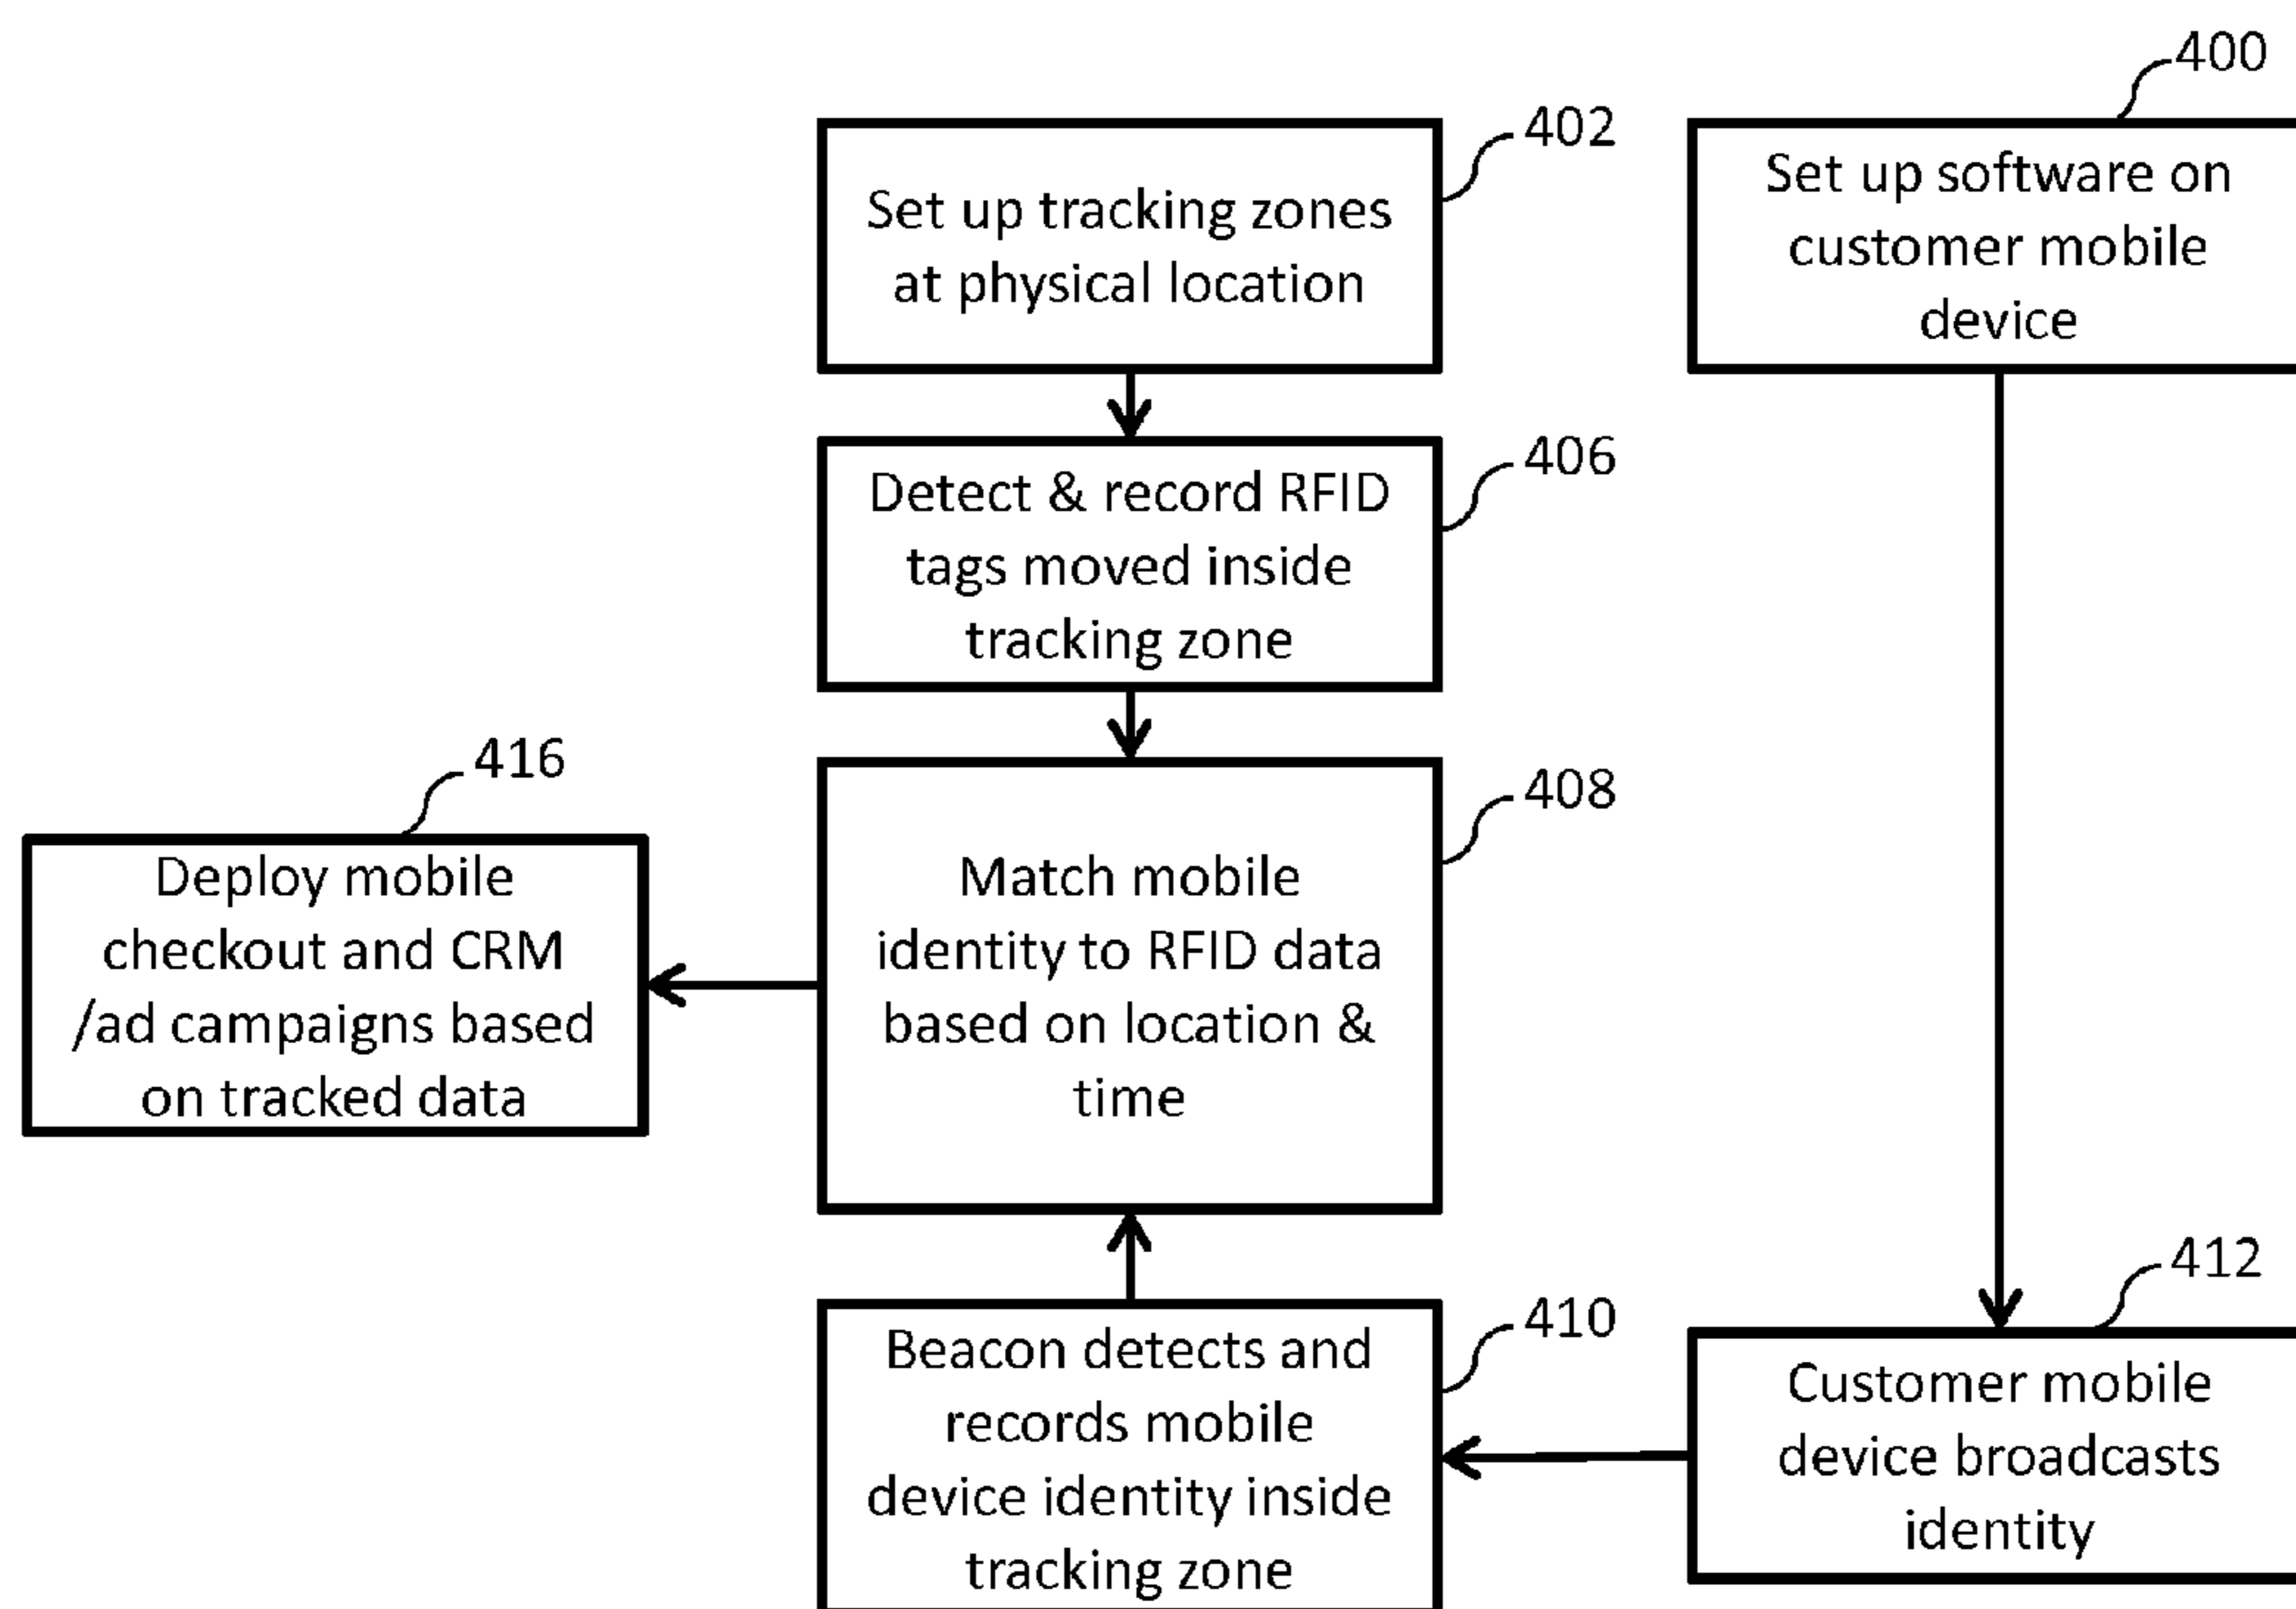 400
402
Set up tracking zones
at physical location
Set up software on
customer mobile
device
406
Detect & record RFID
tags moved inside
tracking zone
416
Deploy mobile
checkout and CRM
/ad campaigns based
on tracked data
408
Match mobile
identity to RFID data
based on location &
time
410
Beacon detects and
records mobile
device identity inside
tracking zone
412
Customer mobile
device broadcasts
identity